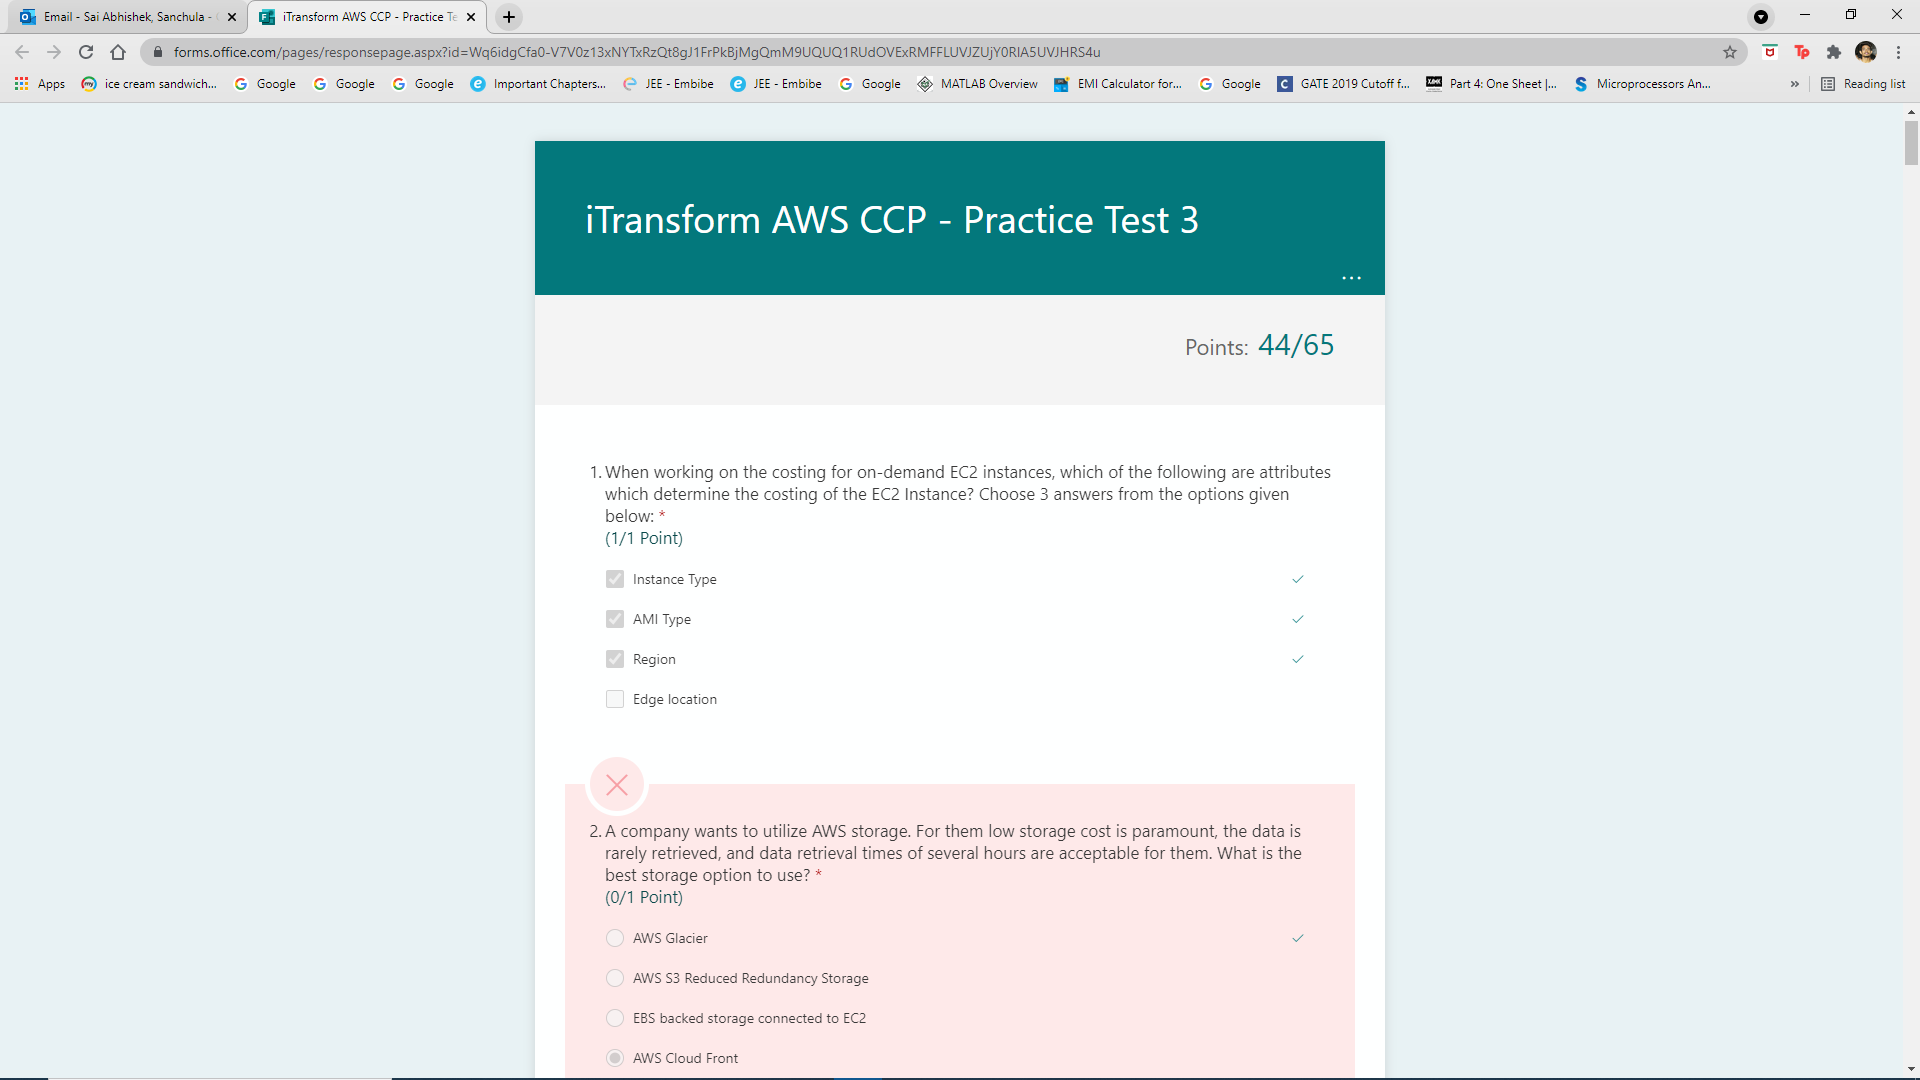 Email - Sai Abhishek, Sanchula -
iTransform AWS CCP - Practice Te
forms.office.com/pages/responsepage.aspx?id=Wq6idgCfa0-V7V0z13xNYTxRzQt8gJ1FrPkBjMgQmM9UQUQ1RUdOVExRMFFLUVJZUjY0RlA5UVJHRS4u
Apps
ice cream sandwich...
Google
Google
Google
Important Chapters...
JEE - Embibe
JEE - Embibe
Google
MATLAB Overview
EMI Calculator for...
Google
GATE 2019 Cutoff f...
Part 4: One Sheet |...
Microprocessors An...
»
Reading list
iTransform AWS CCP - Practice Test 3
...
Points: 44/65
1. When working on the costing for on-demand EC2 instances, which of the following are attributes
which determine the costing of the EC2 Instance? Choose 3 answers from the options given
below: *
(1/1 Point)
Instance Type
AMI Type
Region
Edge location
2. A company wants to utilize AWS storage. For them low storage cost is paramount, the data is
rarely retrieved, and data retrieval times of several hours are acceptable for them. What is the
best storage option to use? *
(0/1 Point)
AWS Glacier
AWS S3 Reduced Redundancy Storage
EBS backed storage connected to EC2
AWS Cloud Front